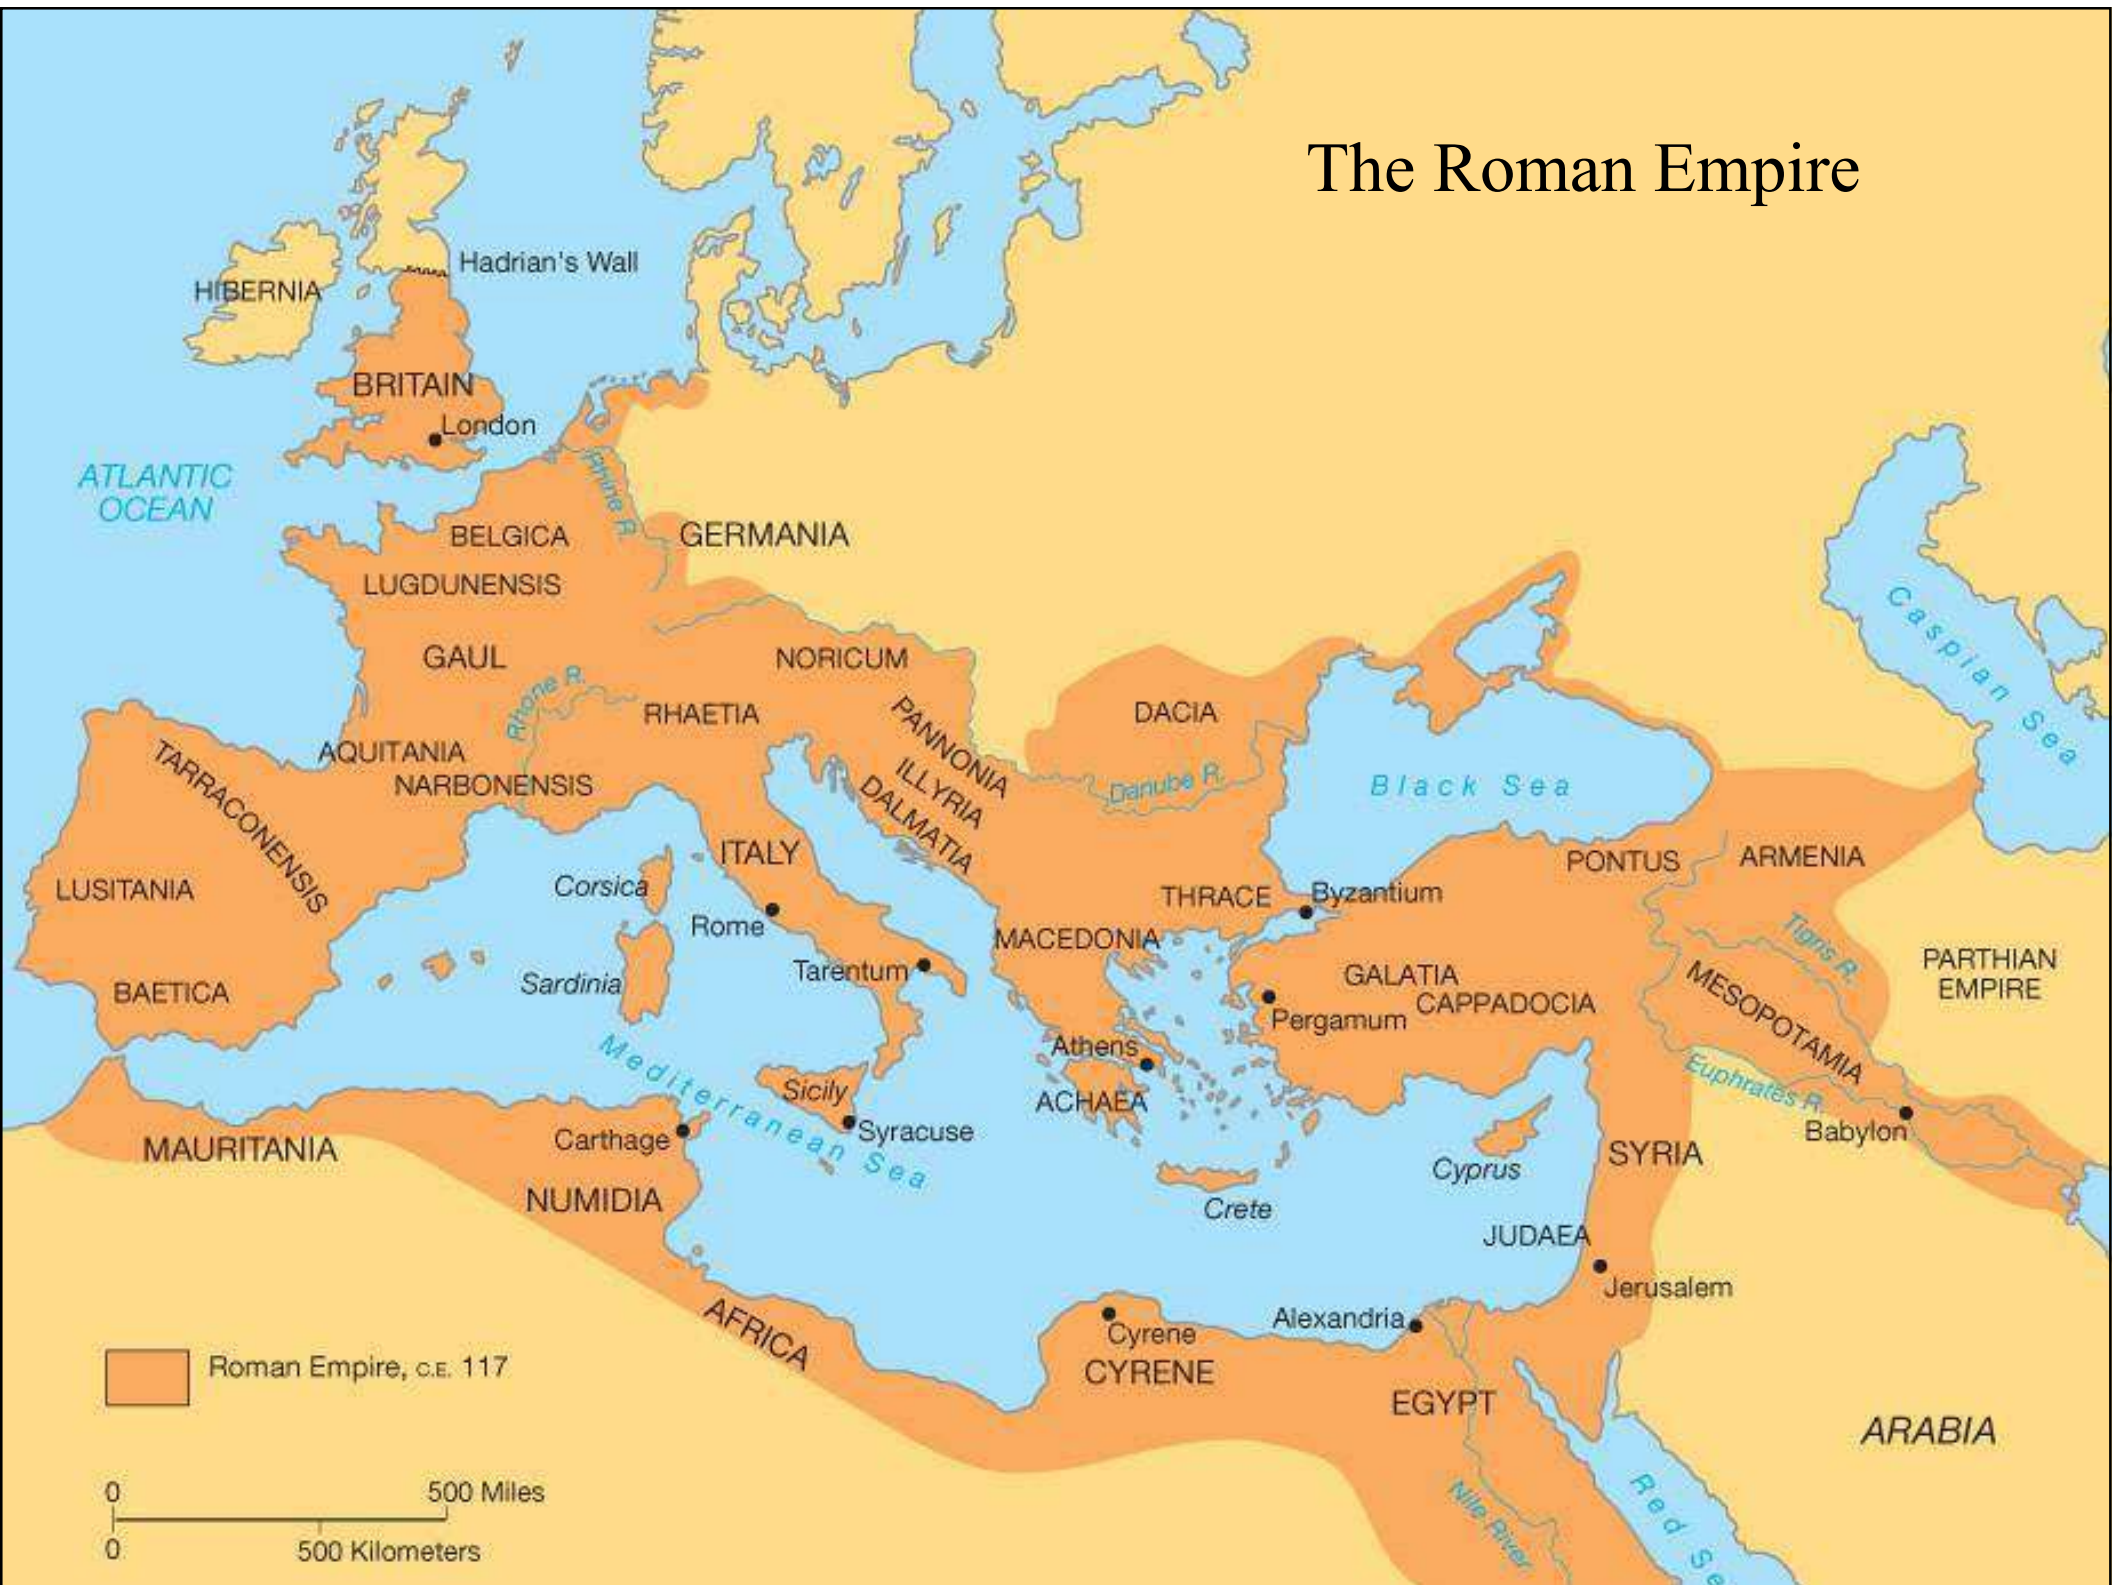 The Roman Empire
Hadrian's Wall
HIBERNIA
BRITAIN
London
ATLANTIC
OCEAN
Rhine R.
BELGICA
GERMANIA
LUGDUNENSIS
GAUL
NORICUM
Rhone R.
RHAETIA
DACIA
PANNONIA
ILLYRIA
DALMATIA
Caspian Sea
TARRACONENSIS
AQUITANIA
NARBONENSIS
Danube R.
Black Sea
ITALY
PONTUS
ARMENIA
LUSITANIA
Corsica
Rome
THRACE
Byzantium
MACEDONIA
Tigris R.
PARTHIAN
EMPIRE
BAETICA
Sardinia
Tarentum
GALATIA
CAPPADOCIA
MESOPOTAMIA
Pergamum
Athens
Mediterranean Sea
Sicily
ACHAEA
Euphrates R.
Babylon
MAURITANIA
Carthage
Syracuse
Cyprus
SYRIA
NUMIDIA
Crete
JUDAEA
Jerusalem
AFRICA
Cyrene
CYRENE
Alexandria
EGYPT
Roman Empire, C.E. 117
ARABIA
Nile River
Red Se
0 500 Miles
0 500 Kilometers